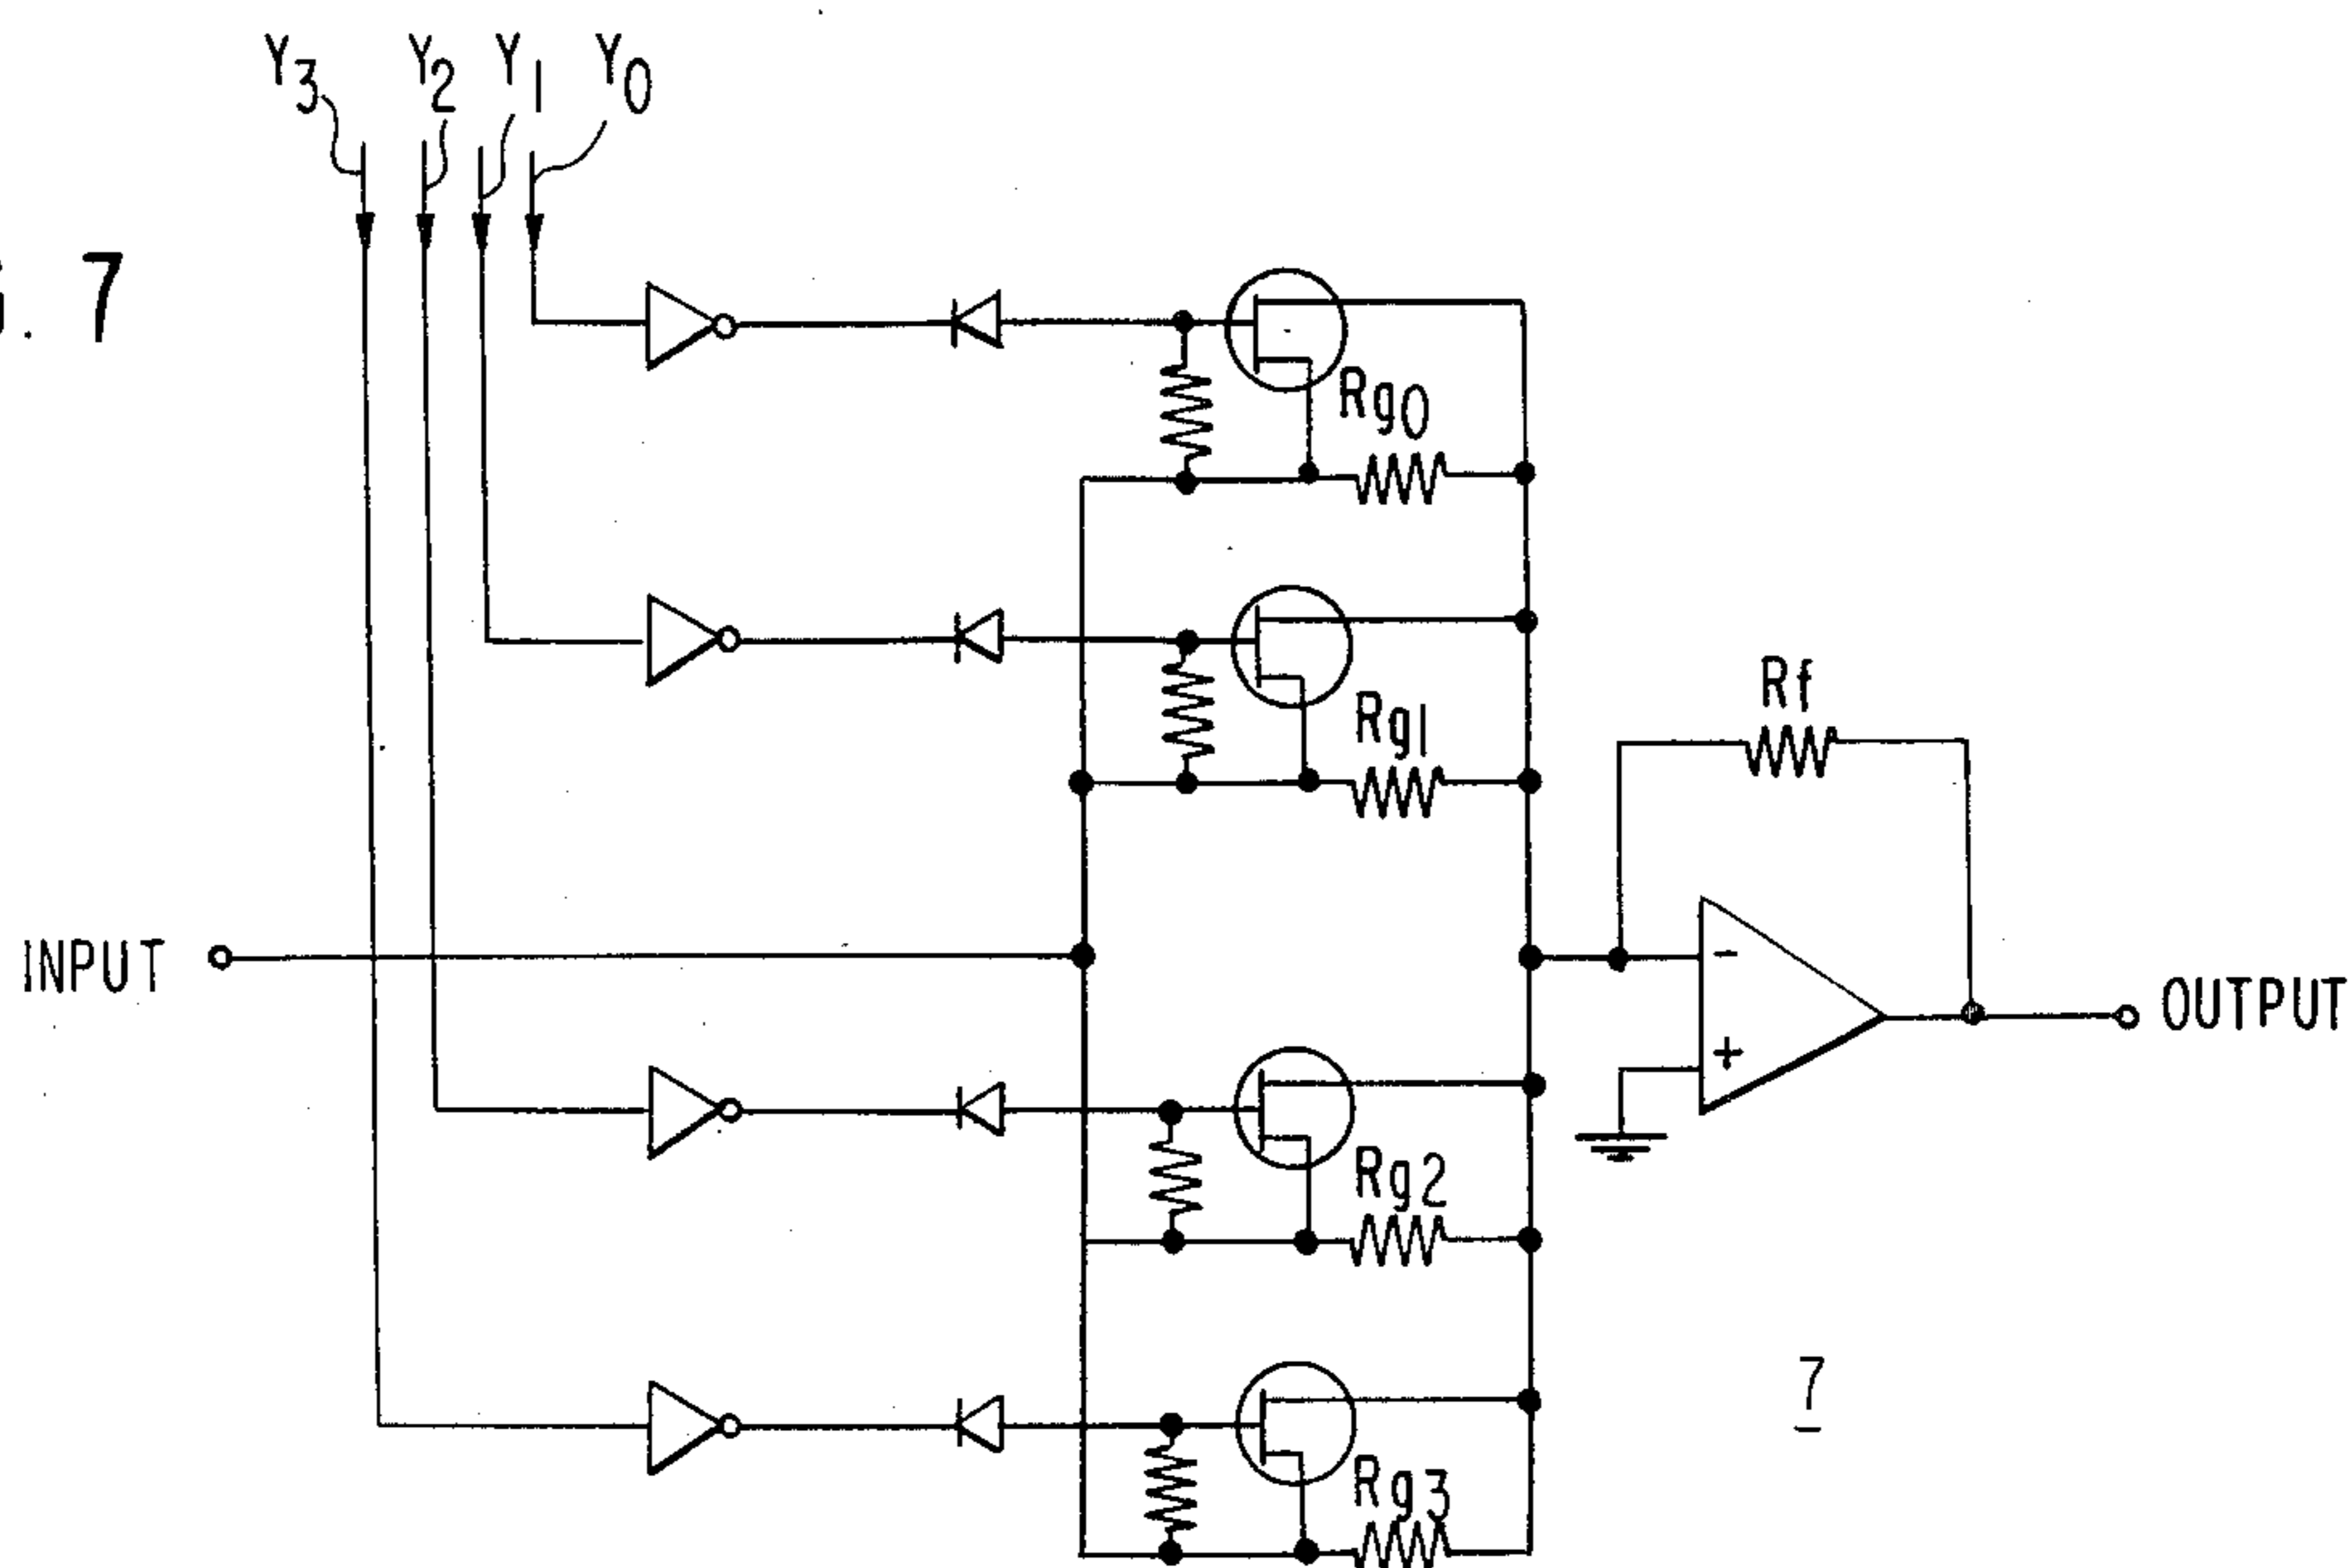 Y3 Y2 Y1 Y0
. 7
Rg0
Rg1
Rf
INPUT
-
+
OUTPUT
Rg2
7
Rg3